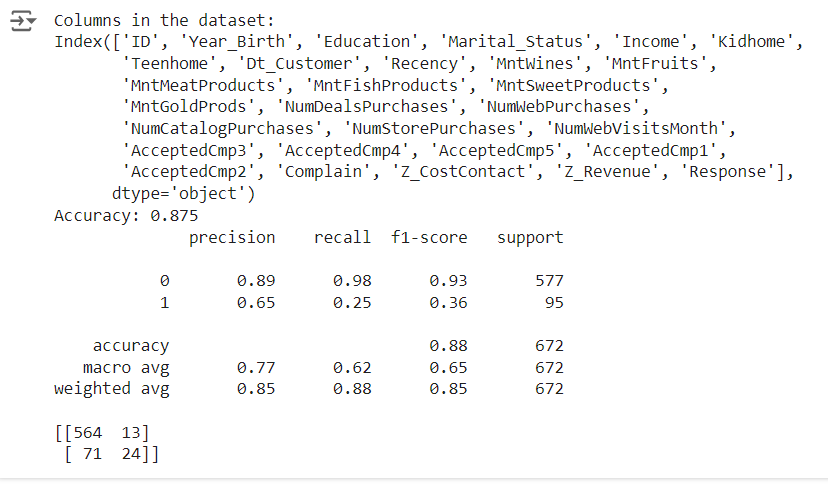 Columns in the dataset:
Index(['ID', 'Year_Birth', 'Education', 'Marital_Status', 'Income', 'Kidhome',
       'Teenhome', 'Dt_Customer', 'Recency', 'MntWines', 'MntFruits',
       'MntMeatProducts', 'MntFishProducts', 'MntSweetProducts',
       'MntGoldProds', 'NumDealsPurchases', 'NumWebPurchases',
       'NumCatalogPurchases', 'NumStorePurchases', 'NumWebVisitsMonth',
       'AcceptedCmp3', 'AcceptedCmp4', 'AcceptedCmp5', 'AcceptedCmp1',
       'AcceptedCmp2', 'Complain', 'Z_CostContact', 'Z_Revenue', 'Response'],
      dtype='object')
Accuracy: 0.875
              precision    recall  f1-score   support

           0       0.89      0.98      0.93       577
           1       0.65      0.25      0.36        95

    accuracy                           0.88       672
   macro avg       0.77      0.62      0.65       672
weighted avg       0.85      0.88      0.85       672

[[564  13]
 [ 71  24]]